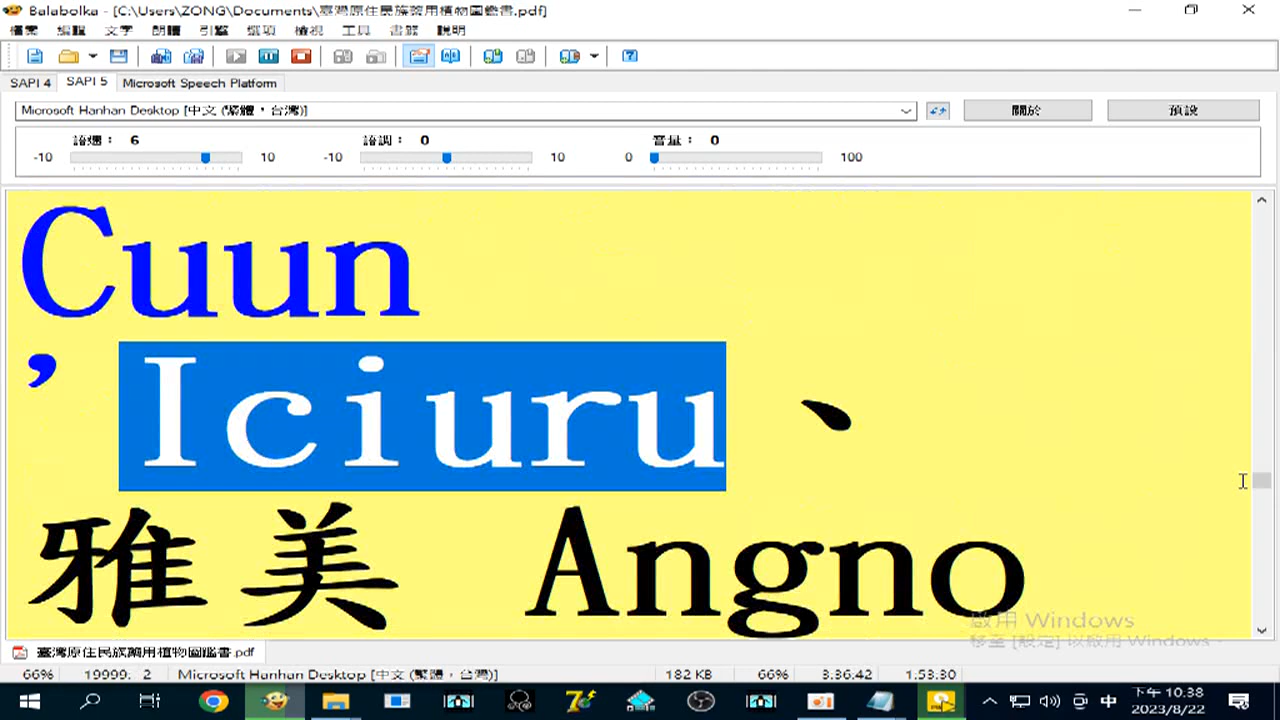 Balabolka - [C:\Users\ZONG\Documents\臺灣原住民族藥用植物圖鑑書.pdf]
檔案 編輯 文字 朗讀 引擎 選項 檢視 工具 書籤 說明
SAPI 4 SAPI 5 Microsoft Speech Platform
Microsoft Hanhan Desktop [中文 (繁體，台灣)] 關於 預設
語速： 6 語調： 0 音量： 0
-10 10 -10 10 0 100
Cuun
’Iciuru、
雅美 Angno
啟用 Windows
移至 [設定] 以啟用 Windows。
臺灣原住民族藥用植物圖鑑書.pdf
66% 19999: 2 Microsoft Hanhan Desktop [中文 (繁體，台灣)] 182 KB 66% 3.36.42 1.53.30
中 下午 10:38
2023/8/22